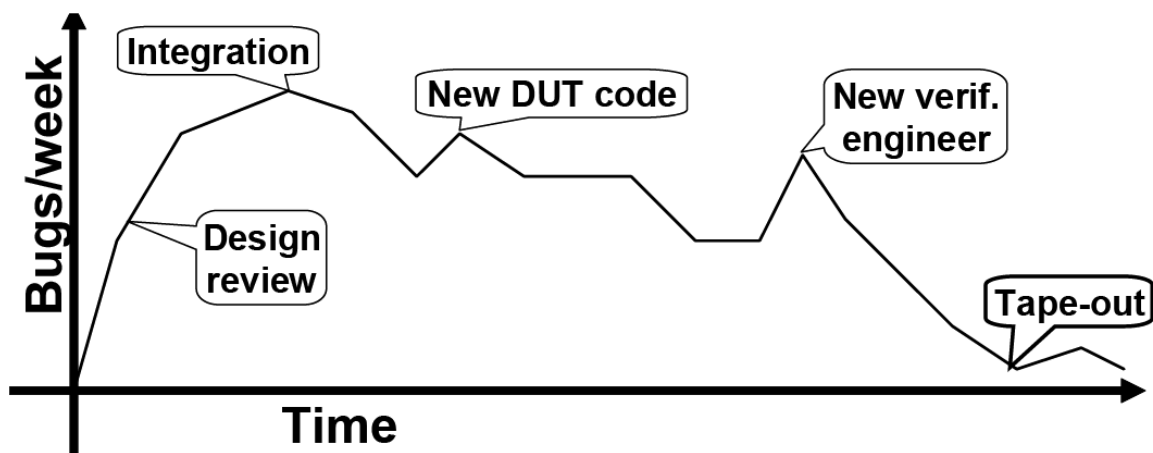 Integration
New DUT code
New verif.
engineer
Bugs/week
Design
review
Tape-out
Time